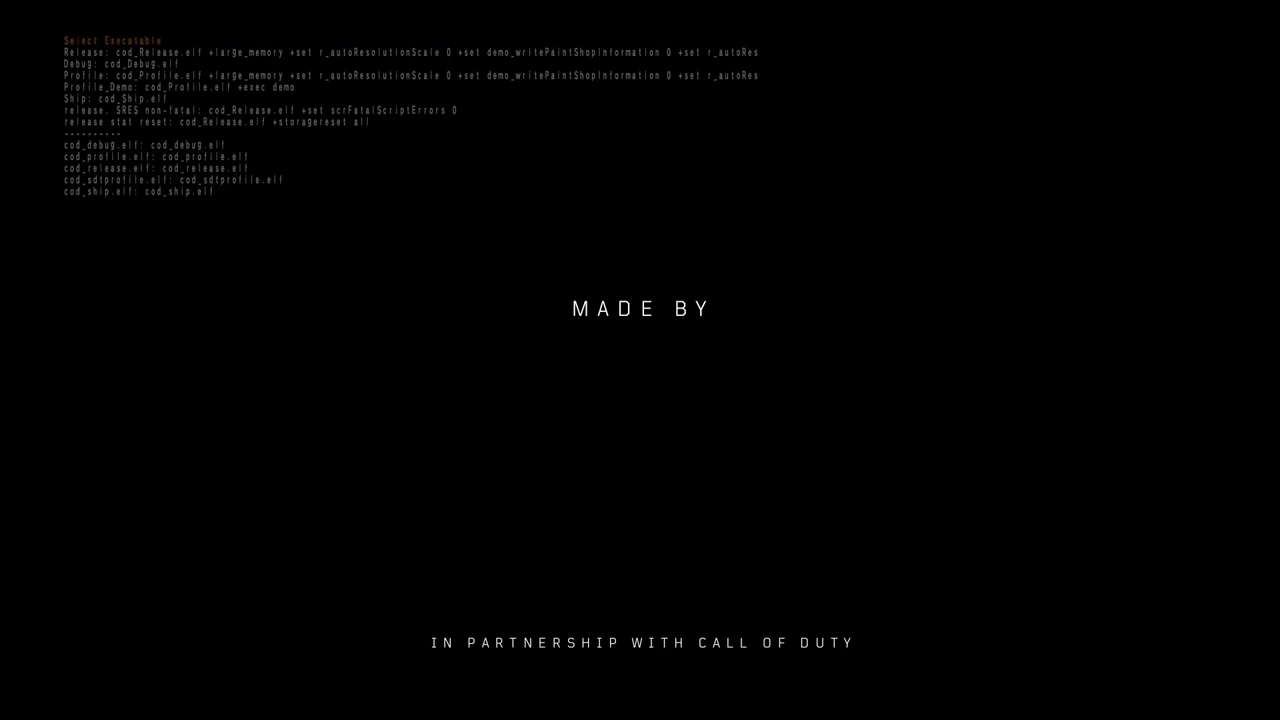 Select Executable
Release: cod_Release.elf +large_memory +set r_autoResolutionScale 0 +set demo_writePaintShopInformation 0 +set r_autoRes
Debug: cod_Debug.elf
Profile: cod_Profile.elf +large_memory +set r_autoResolutionScale 0 +set demo_writePaintShopInformation 0 +set r_autoRes
Profile_Demo: cod_Profile.elf +exec demo
Ship: cod_Ship.elf
release, SRES non-fatal: cod_Release.elf +set scrFatalScriptErrors 0
release stat reset: cod_Release.elf +storagereset all
----------
cod_debug.elf: cod_debug.elf
cod_profile.elf: cod_profile.elf
cod_release.elf: cod_release.elf
cod_sdtprofile.elf: cod_sdtprofile.elf
cod_ship.elf: cod_ship.elf
MADE BY
IN PARTNERSHIP WITH CALL OF DUTY